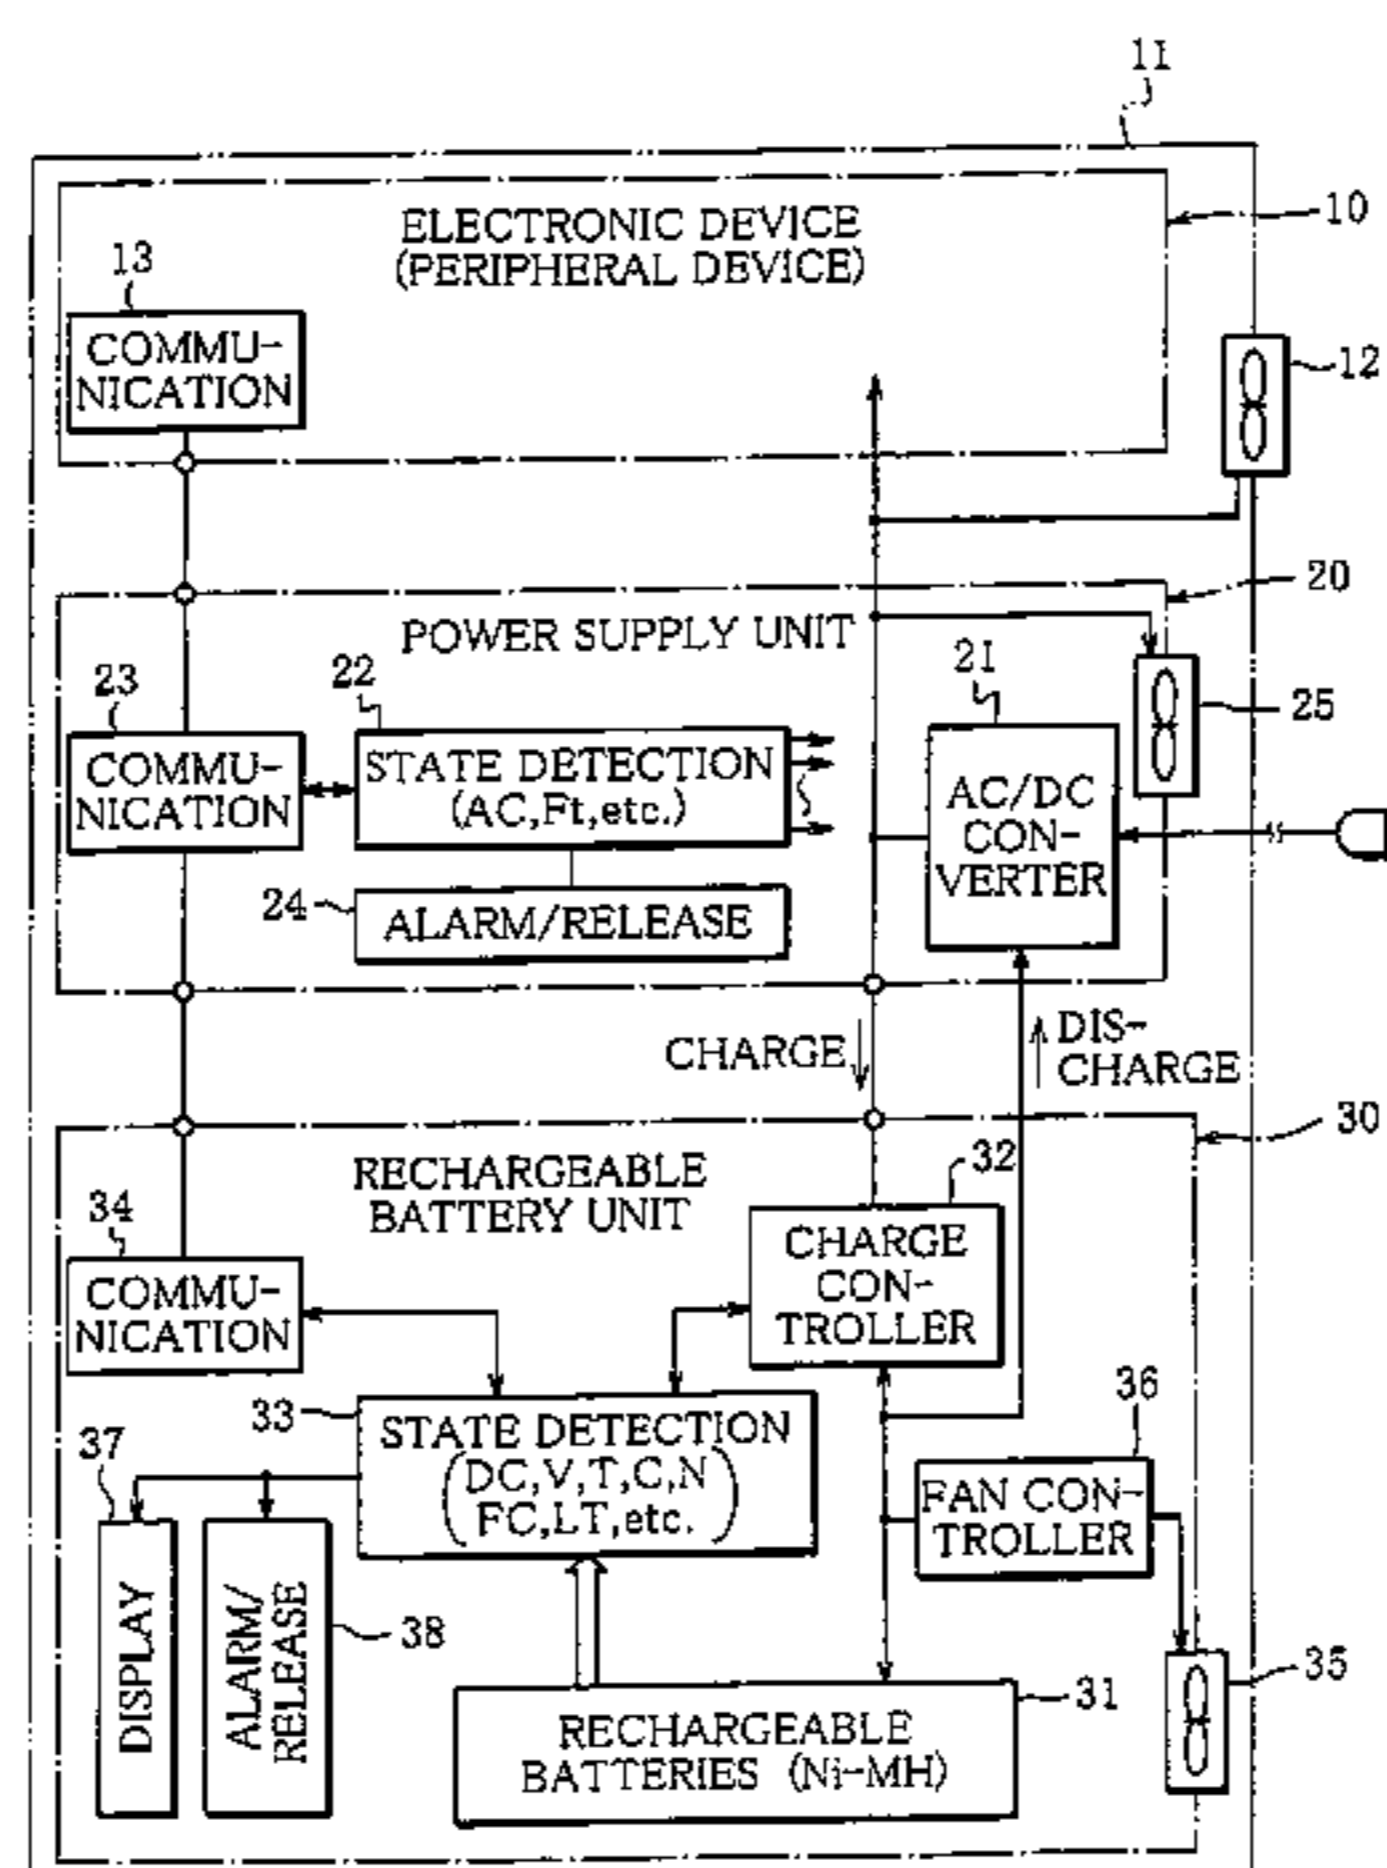 11
10
ELECTRONIC DEVICE
(PERIPHERAL DEVICE)
13
COMMU-
NICATION
12
20
POWER SUPPLY UNIT
21
22
23
25
COMMU-
NICATION
STATE DETECTION
(AC,Ft,etc.)
AC/DC
CON-
VERTER
24
ALARM/RELEASE
CHARGE
DIS-
CHARGE
30
RECHARGEABLE
BATTERY UNIT
32
34
COMMU-
NICATION
CHARGE
CON-
TROLLER
36
33
STATE DETECTION
(DC,V,T,C,N
FC,LT,etc.)
37
FAN CON-
TROLLER
DISPLAY
ALARM/
RELEASE
38
35
31
RECHARGEABLE
BATTERIES (Ni-MH)